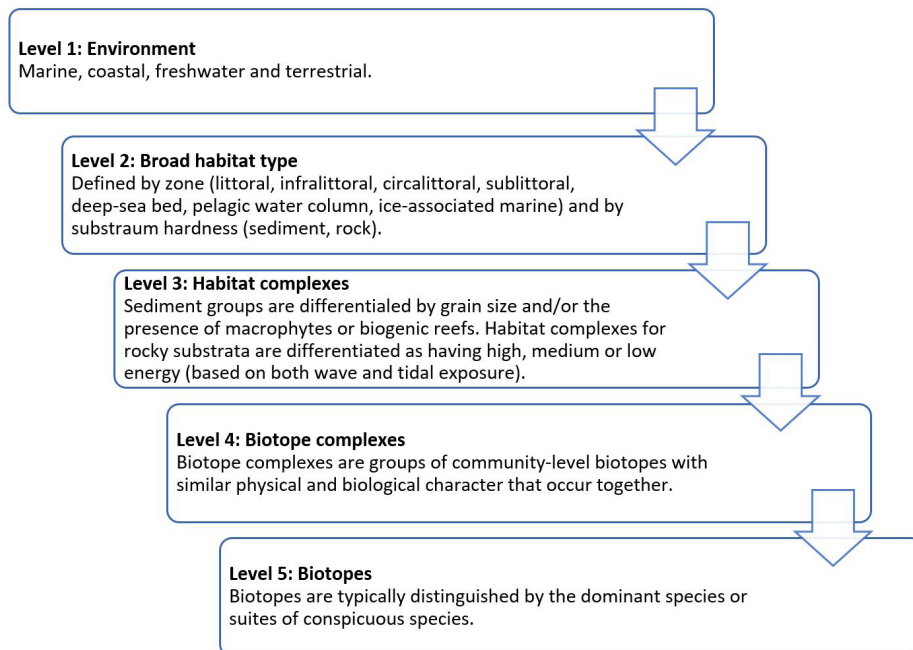 Level 1: Environment
Marine, coastal, freshwater and terrestrial.
Level 2: Broad habitat type
Defined by zone (littoral, infralittoral, circalittoral, sublittoral,
deep-sea bed, pelagic water column, ice-associated marine) and by
substraum hardness (sediment, rock).
Level 3: Habitat complexes
Sediment groups are differentialed by grain size and/or the
presence of macrophytes or biogenic reefs. Habitat complexes for
rocky substrata are differentiated as having high, medium or low
energy (based on both wave and tidal exposure).
Level 4: Biotope complexes
Biotope complexes are groups of community-level biotopes with
similar physical and biological character that occur together.
Level 5: Biotopes
Biotopes are typically distinguished by the dominant species or
suites of conspicuous species.